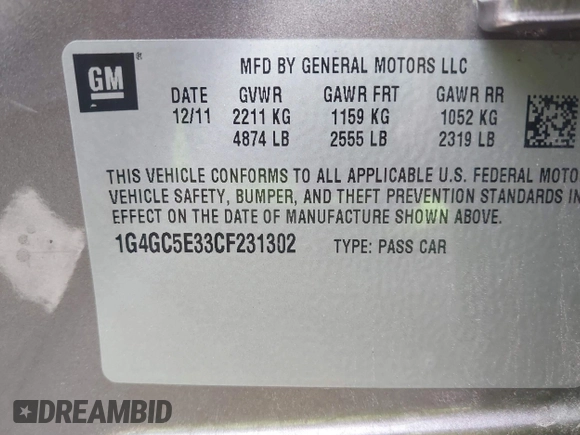 GM
MFD BY GENERAL MOTORS LLC
DATE GVWR GAWR FRT GAWR RR
12/11 2211 KG 1159 KG 1052 KG
4874 LB 2555 LB 2319 LB
THIS VEHICLE CONFORMS TO ALL APPLICABLE U.S. FEDERAL MOTO
VEHICLE SAFETY, BUMPER, AND THEFT PREVENTION STANDARDS IN
EFFECT ON THE DATE OF MANUFACTURE SHOWN ABOVE.
1G4GC5E33CF231302 TYPE: PASS CAR
DREAMBID